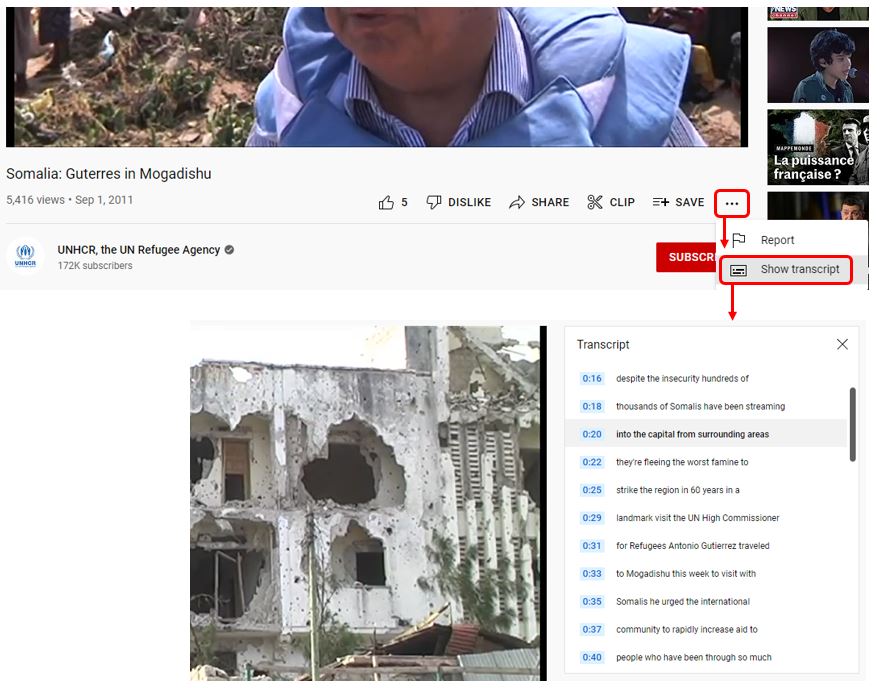 NEWS
channel
MAPPEMONDE
La puissance
française ?
Somalia: Guterres in Mogadishu
5,416 views • Sep 1, 2011
5 DISLIKE SHARE CLIP SAVE ...
Report
Show transcript
UNHCR
UNHCR, the UN Refugee Agency
172K subscribers
SUBSCR
Transcript
0:16 despite the insecurity hundreds of
0:18 thousands of Somalis have been streaming
0:20 into the capital from surrounding areas
0:22 they're fleeing the worst famine to
0:25 strike the region in 60 years in a
0:29 landmark visit the UN High Commissioner
0:31 for Refugees Antonio Gutierrez traveled
0:33 to Mogadishu this week to visit with
0:35 Somalis he urged the international
0:37 community to rapidly increase aid to
0:40 people who have been through so much